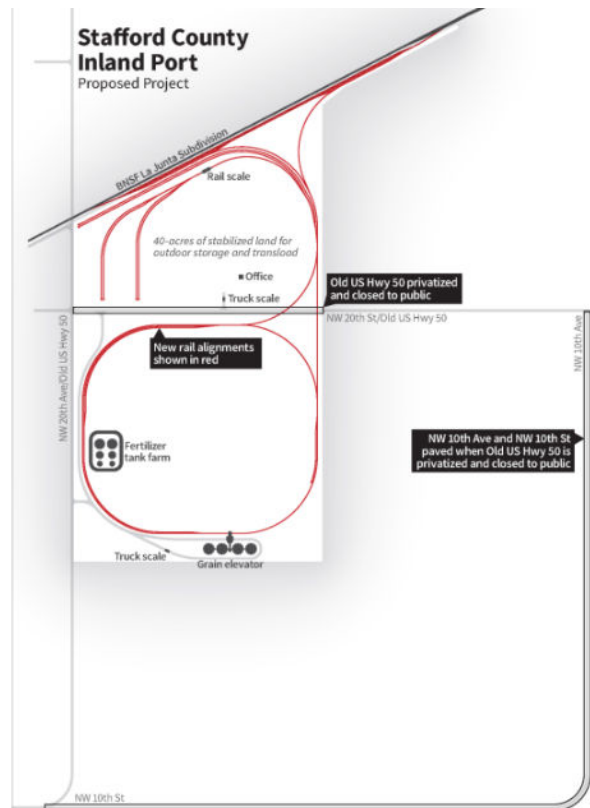 Stafford County
Inland Port
Proposed Project
BNSF La Junta Subdivision
Rail scale
40-acres of stabilized land for
outdoor storage and transload
Office
Truck scale
Old US Hwy 50 privatized
and closed to public
NW 20th St/Old US Hwy 50
NW 20th Ave/Old US Hwy 50
NW 10th Ave
New rail alignments
shown in red
NW 10th Ave and NW 10th St
paved when Old US Hwy 50 is
privatized and closed to public
Fertilizer
tank farm
Truck scale
Grain elevator
NW 10th St